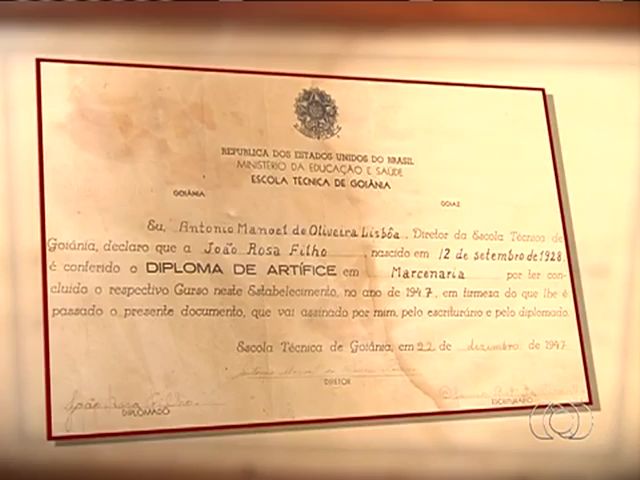 REPUBLICA DOS ESTADOS UNIDOS DO BRASIL
MINISTÉRIO DA EDUCAÇÃO E SAÚDE
ESCOLA TÉCNICA DE GOIÂNIA
GOIÂNIA GOIAZ
Eu, Antonio Manoel de Oliveira Lisbôa, Diretor da Escola Técnica de
Goiânia, declaro que a João Rosa Filho nascido em 12 de setembro de 1928
é conferido o DIPLOMA DE ARTÍFICE em Marcenaria por ter con-
cluido o respectivo Curso neste Estabelecimento, no ano de 1947, em firmeza do que lhe é
passado o presente documento, que vai assinado por mim, pelo escriturário e pelo diplomado.
Escola Técnica de Goiânia, em 22 de dezembro de 1947
DIRETOR
João Rosa Filho
DIPLOMADO ESCRITURÁRIO